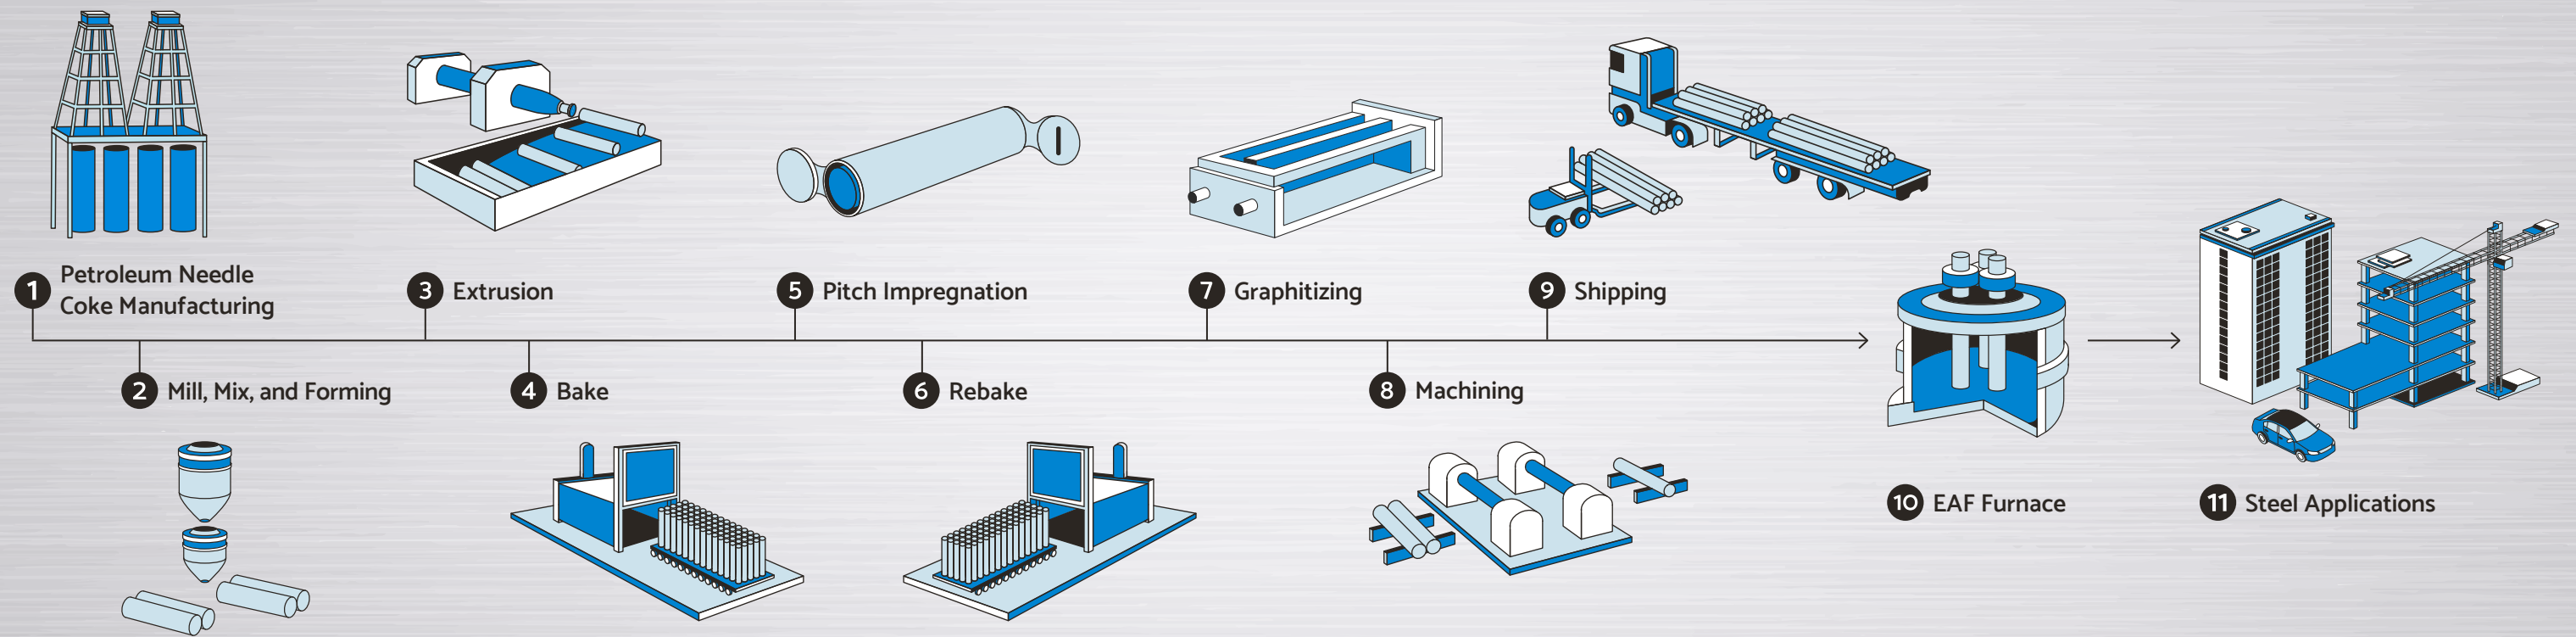 1 Petroleum Needle
Coke Manufacturing
2 Mill, Mix, and Forming
3 Extrusion
4 Bake
5 Pitch Impregnation
6 Rebake
7 Graphitizing
8 Machining
9 Shipping
10 EAF Furnace
11 Steel Applications